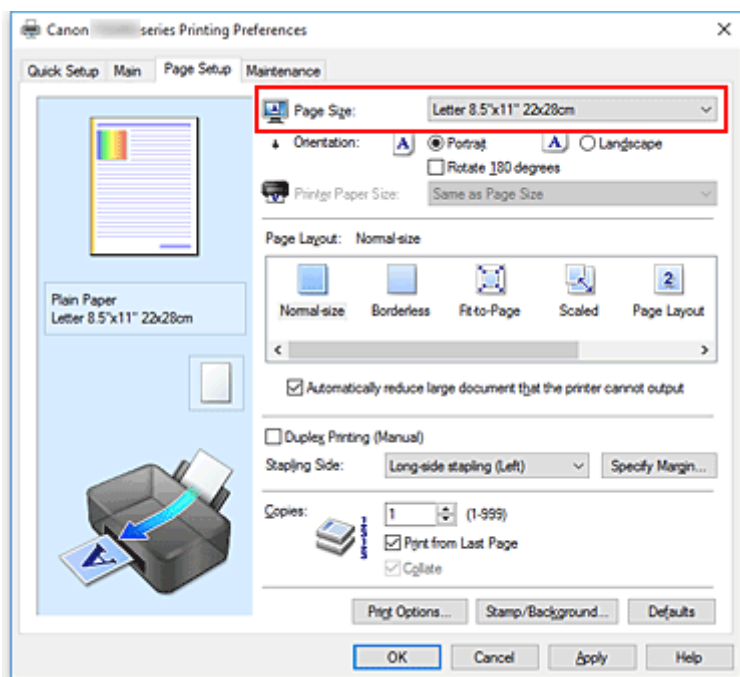 Canon series Printing Preferences
Quick Setup Main Page Setup Maintenance
Page Size: Letter 8.5"x11" 22x28cm
Orientation: A Portrait A Landscape
Rotate 180 degrees
Printer Paper Size: Same as Page Size
Page Layout: Normal-size
2
Normal-size Borderless Fit-to-Page Scaled Page Layout
Automatically reduce large document that the printer cannot output
Plain Paper
Letter 8.5"x11" 22x28cm
Duplex Printing (Manual)
Stapling Side: Long-side stapling (Left) Specify Margin...
Copies: 1 (1-999)
Print from Last Page
Collate
A
Print Options... Stamp/Background... Defaults
OK Cancel Apply Help